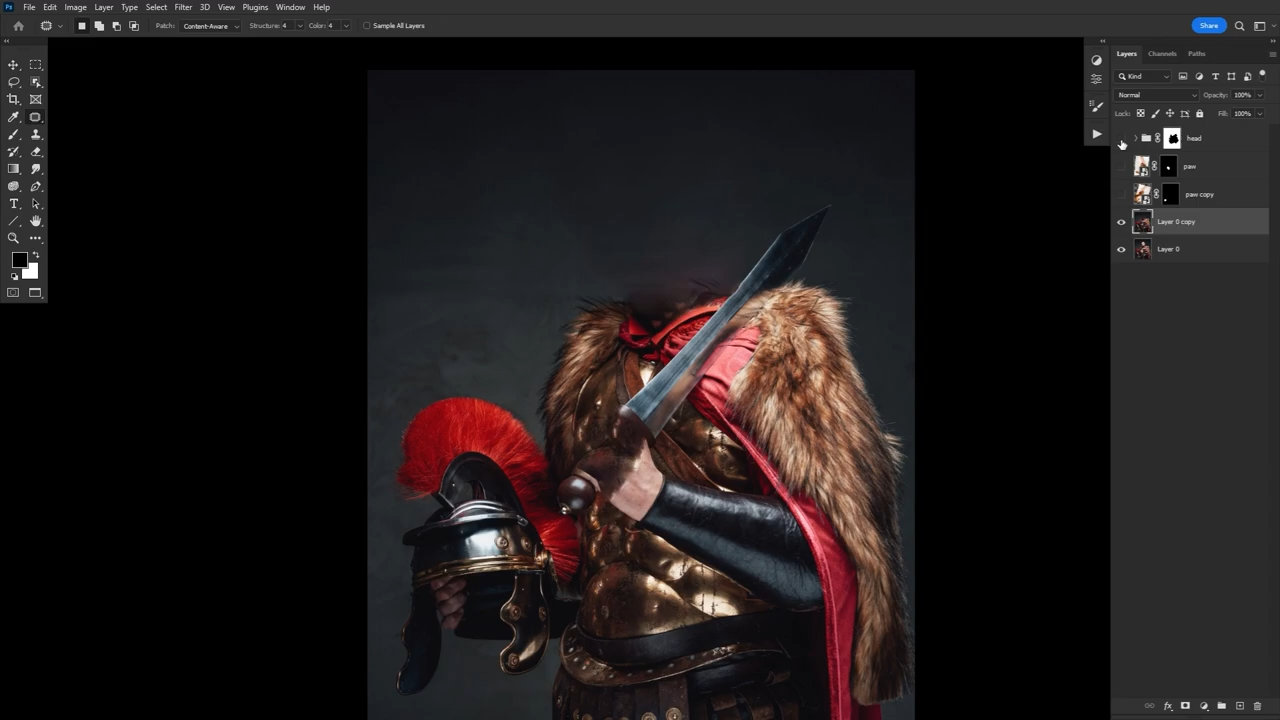 Ps File Edit Image Layer Type Select Filter 3D View Plugins Window Help
Patch: Content-Aware Structure: 4 Color: 4 Sample All Layers Share
Layers Channels Paths
Kind
Normal Opacity: 100%
Lock: Fill: 100%
head
paw
paw copy
Layer 0 copy
Layer 0